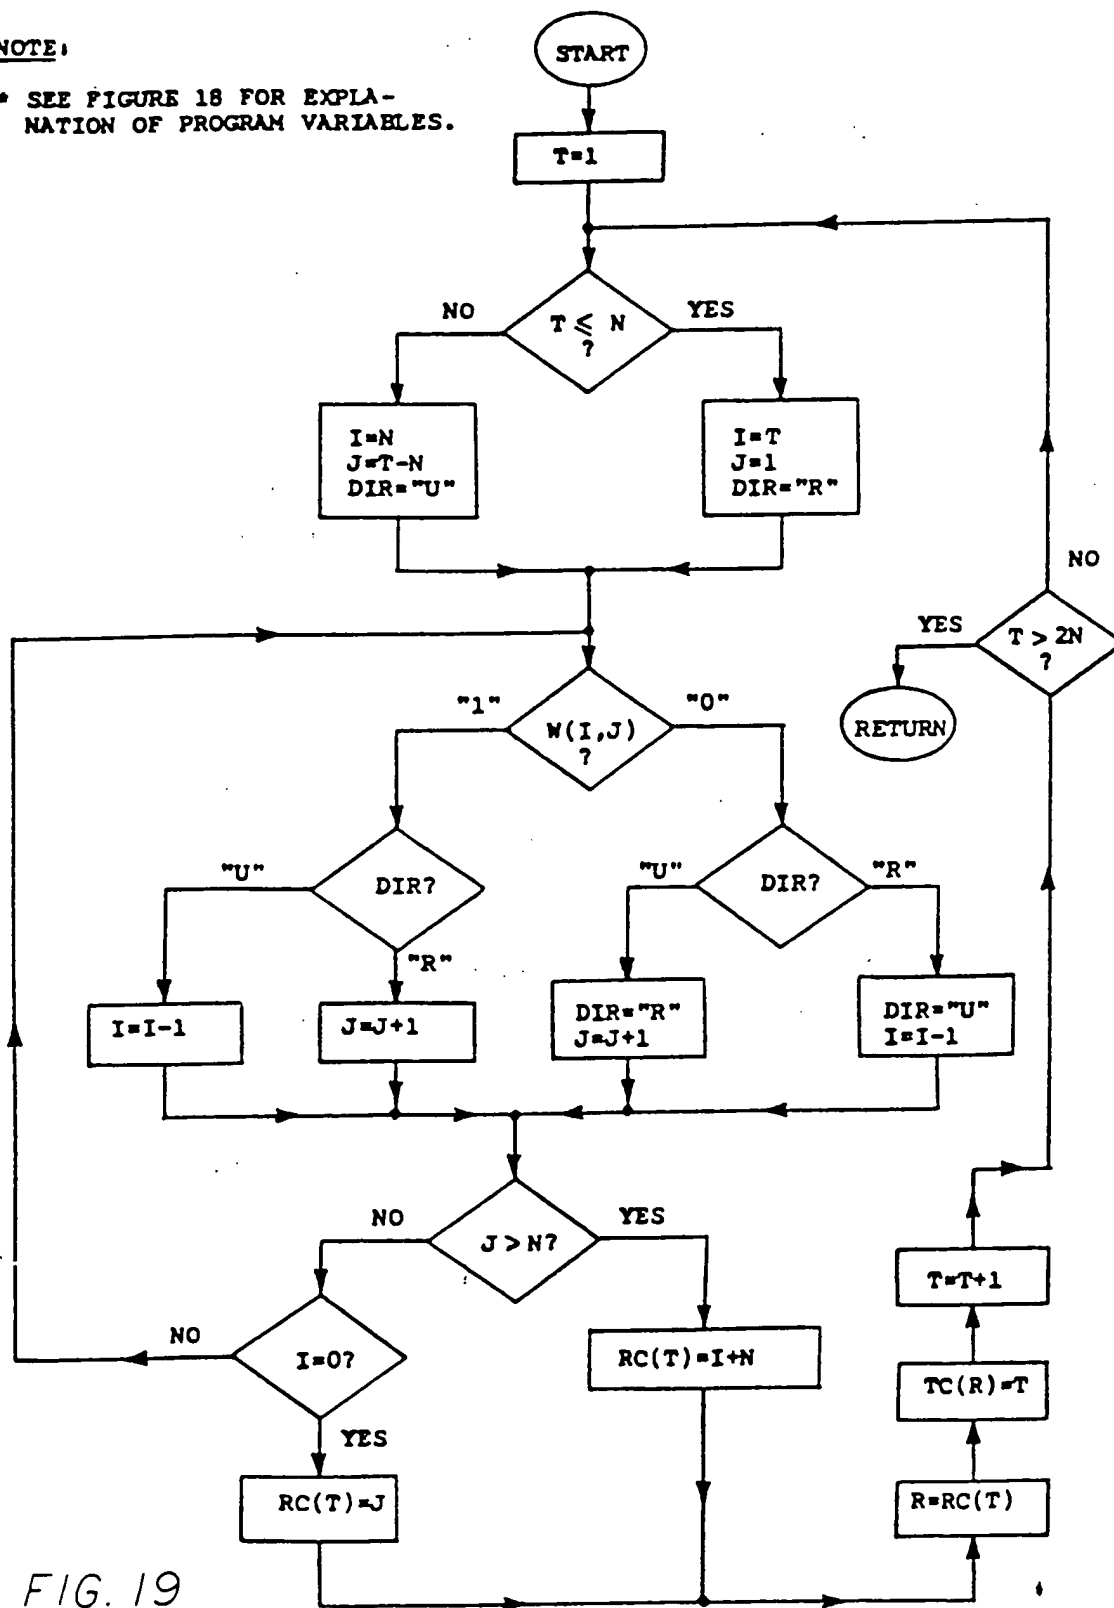 NOTE:
* SEE FIGURE 18 FOR EXPLA-
NATION OF PROGRAM VARIABLES.
START
T=1
NO
T ≤ N
?
YES
I=N
J=T-N
DIR="U"
I=T
J=1
DIR="R"
NO
YES
T > 2N
?
RETURN
"1"
W(I,J)
?
"0"
"U"
DIR?
"R"
"U"
DIR?
"R"
I=I-1
J=J+1
DIR="R"
J=J+1
DIR="U"
I=I-1
NO
J > N?
YES
NO
I=0?
YES
RC(T)=I+N
RC(T)=J
T=T+1
TC(R)=T
R=RC(T)
FIG. 19